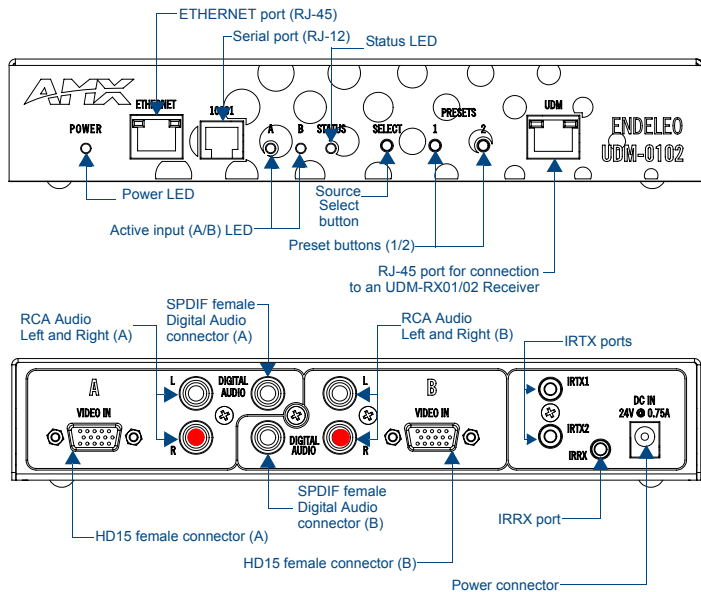 ETHERNET port (RJ-45)
Serial port (RJ-12)
Status LED
AMX
ETHERNET
10101
POWER
A
B
STATUS
SELECT
PRESETS
1
2
UDM
ENDELEO
UDM-0102
Power LED
Source
Select
button
Active input (A/B) LED
Preset buttons (1/2)
RJ-45 port for connection
to an UDM-RX01/02 Receiver
SPDIF female
Digital Audio
connector (A)
RCA Audio
Left and Right (A)
RCA Audio
Left and Right (B)
IRTX ports
A
VIDEO IN
L
R
DIGITAL
AUDIO
DIGITAL
AUDIO
L
R
B
VIDEO IN
IRTX1
IRTX2
IRRX
DC IN
24V @ 0.75A
SPDIF female
Digital Audio
connector (B)
IRRX port
HD15 female connector (A)
HD15 female connector (B)
Power connector